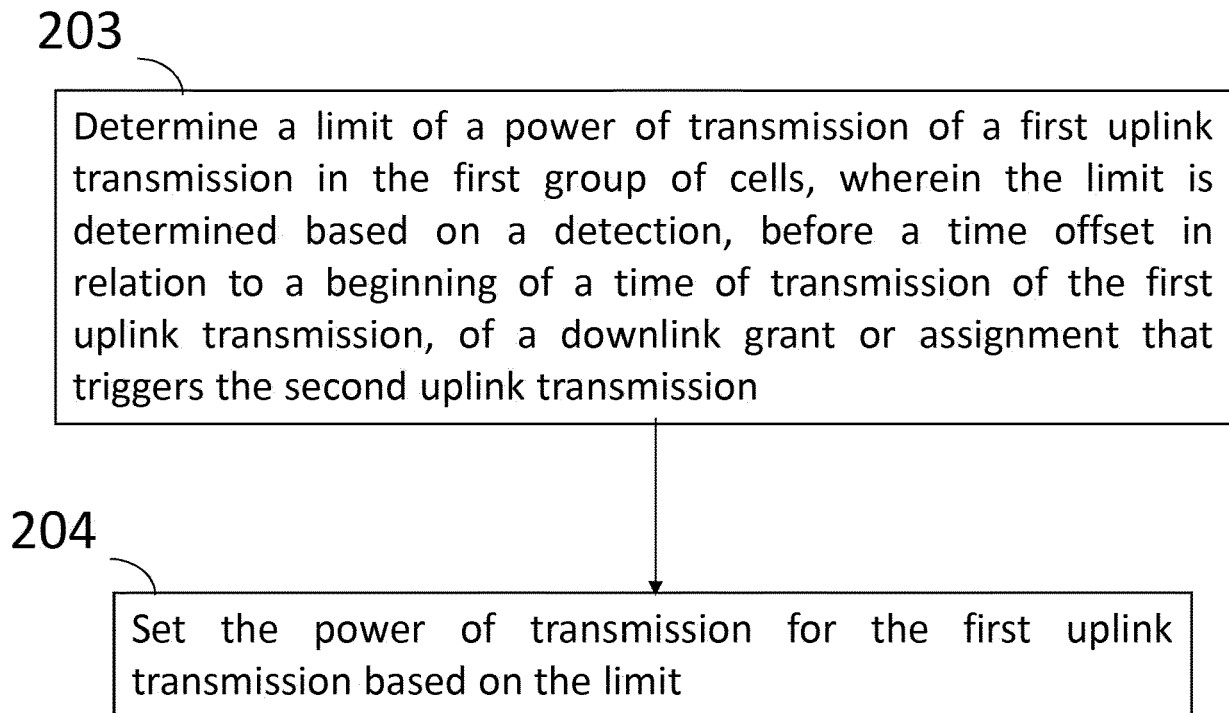 203
Determine a limit of a power of transmission of a first uplink
transmission in the first group of cells, wherein the limit is
determined based on a detection, before a time offset in
relation to a beginning of a time of transmission of the first
uplink transmission, of a downlink grant or assignment that
triggers the second uplink transmission
204
Set the power of transmission for the first uplink
transmission based on the limit